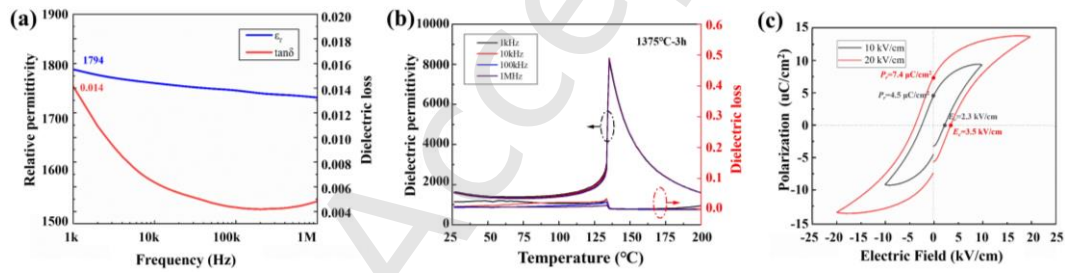 (a)
1900
1800
1750
1700
1600
1500
1794
0.014
εr
tanδ
0.020
0.018
0.016
0.014
0.012
0.010
0.008
0.006
0.004
1k
10k
100k
1M
Relative permittivity
Dielectric loss
Frequency (Hz)
(b)
10000
8000
6000
4000
2000
0
1kHz
10kHz
100kHz
1MHz
1375°C-3h
0.6
0.5
0.4
0.3
0.2
0.1
0.0
25
50
75
100
125
150
175
200
Dielectric permittivity
Dielectric loss
Temperature (°C)
(c)
15
10
5
0
-5
-10
-15
10 kV/cm
20 kV/cm
Pr=7.4 μC/cm²
Pr=4.5 μC/cm²
Ec=2.3 kV/cm
Ec=3.5 kV/cm
-25
-20
-15
-10
-5
0
5
10
15
20
25
Polarization (uC/cm²)
Electric Field (kV/cm)
Acce